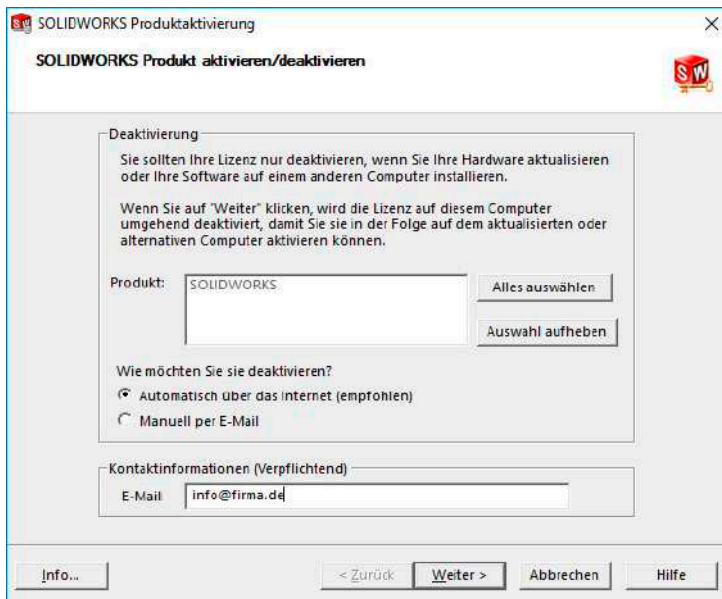 SOLIDWORKS Produktaktivierung
SOLIDWORKS Produkt aktivieren/deaktivieren
SW
Deaktivierung
Sie sollten Ihre Lizenz nur deaktivieren, wenn Sie Ihre Hardware aktualisieren
oder Ihre Software auf einem anderen Computer installieren.
Wenn Sie auf "Weiter" klicken, wird die Lizenz auf diesem Computer
umgehend deaktiviert, damit Sie sie in der Folge auf dem aktualisierten oder
alternativen Computer aktivieren können.
Produkt: SOLIDWORKS Alles auswählen
Auswahl aufheben
Wie möchten Sie sie deaktivieren?
Automatisch über das Internet (empfohlen)
Manuell per E-Mail
Kontaktinformationen (Verpflichtend)
E-Mail info@firma.de
Info... < Zurück Weiter > Abbrechen Hilfe